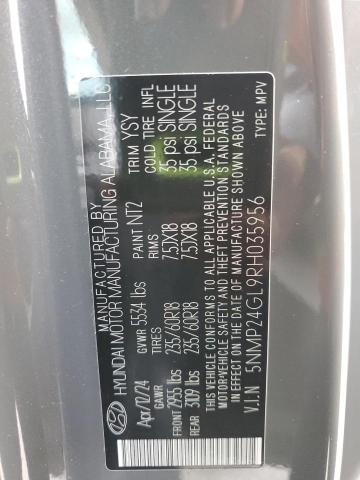 MANUFACTURED BY
HYUNDAI MOTOR MANUFACTURING ALABAMA, LLC
Apr/12/24 GVWR 5534 lbs PAINT NT2 TRIM YSY
GAWR TIRES RIMS COLD TIRE INFL
FRONT 2955 lbs 235/60R18 7.5JX18 35 psi SINGLE
REAR 3109 lbs 235/60R18 7.5JX18 35 psi SINGLE
THIS VEHICLE CONFORMS TO ALL APPLICABLE U.S.A. FEDERAL
MOTOR VEHICLE SAFETY AND THEFT PREVENTION STANDARDS IN
EFFECT ON THE DATE OF MANUFACTURE SHOWN ABOVE
V.I.N 5NMP24GL9RH035956 TYPE: MPV